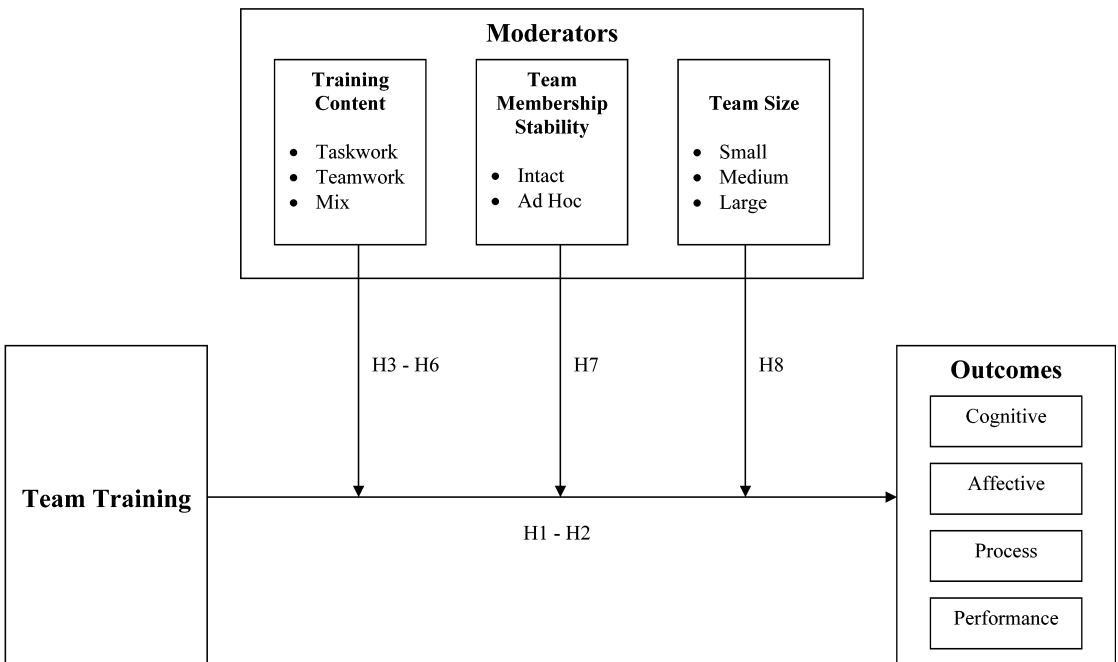 Moderators
Training
Content
• Taskwork
• Teamwork
• Mix
Team
Membership
Stability
• Intact
• Ad Hoc
Team Size
• Small
• Medium
• Large
H3 - H6
H7
H8
Team Training
H1 - H2
Outcomes
Cognitive
Affective
Process
Performance